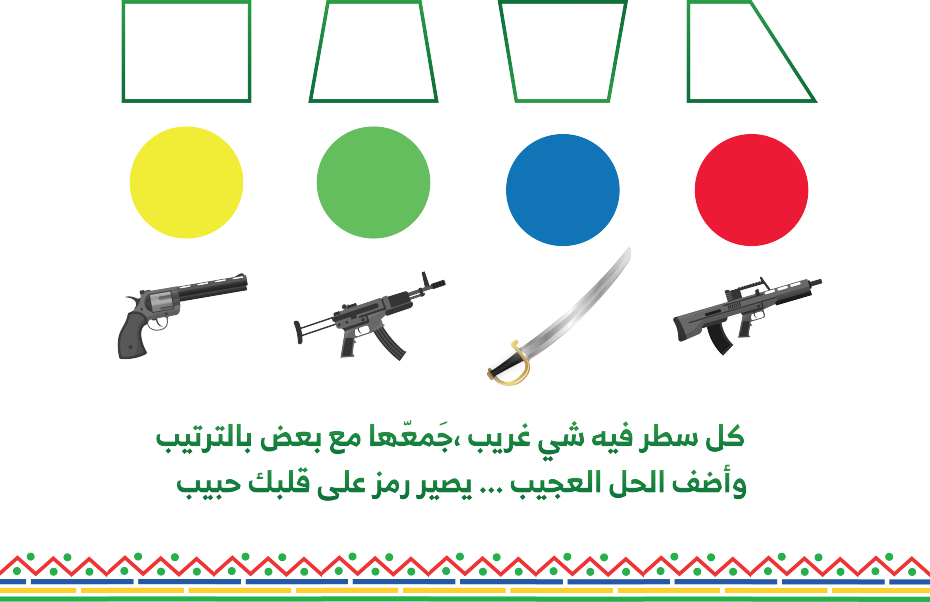 كل سطر فيه شي غريب ،جَمعّها مع بعض بالترتيب
وأضف الحل العجيب ... يصير رمز على قلبك حبيب